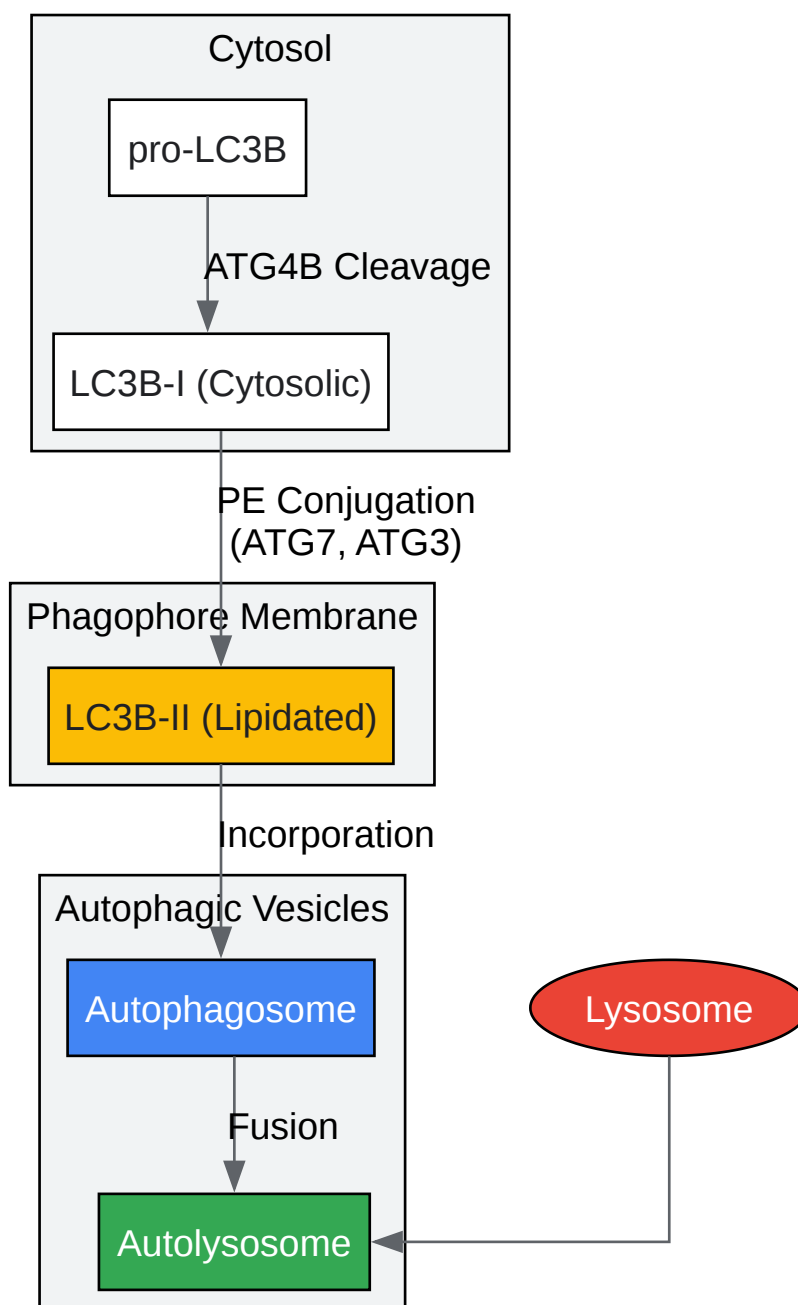 Cytosol
pro-LC3B
ATG4B Cleavage
LC3B-I (Cytosolic)
PE Conjugation
(ATG7, ATG3)
Phagophore Membrane
LC3B-II (Lipidated)
Incorporation
Autophagic Vesicles
Autophagosome
Lysosome
Fusion
Autolysosome